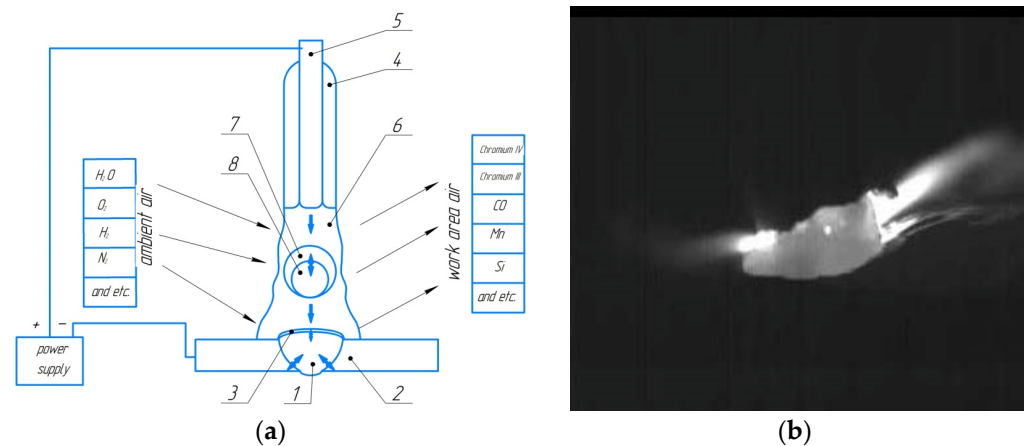 5
4
7
6
8
H₂O
O₂
H₂
N₂
and etc.
ambient air
Chromium IV
Chromium III
CO
Mn
Si
and etc.
work area air
+ −
power
supply
3 1 2
(a) (b)